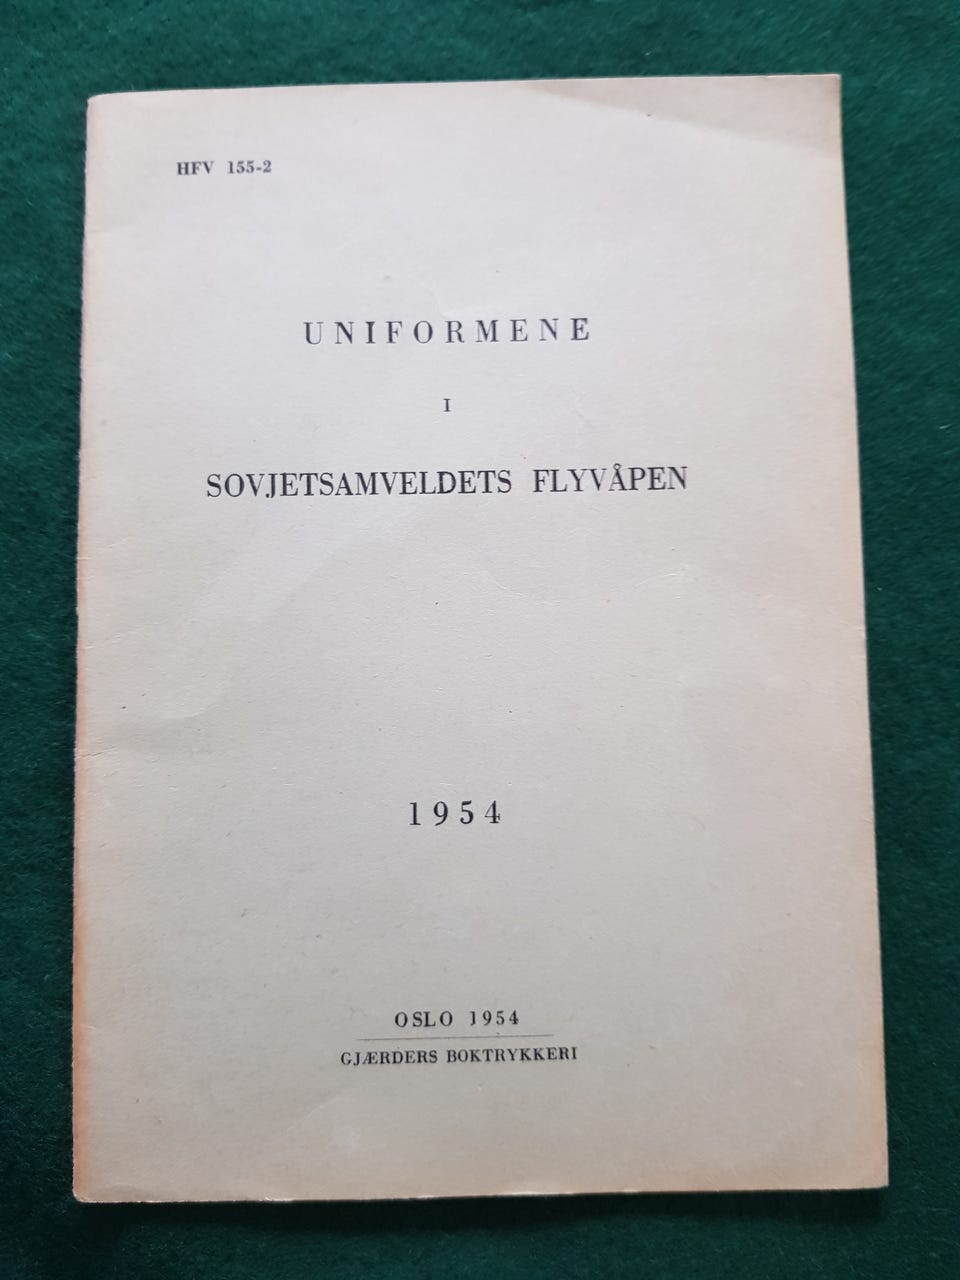 HFV 155-2
UNIFORMENE
I
SOVJETSAMVELDETS FLYVÅPEN
1954
OSLO 1954
GJÆRDERS BOKTRYKKERI